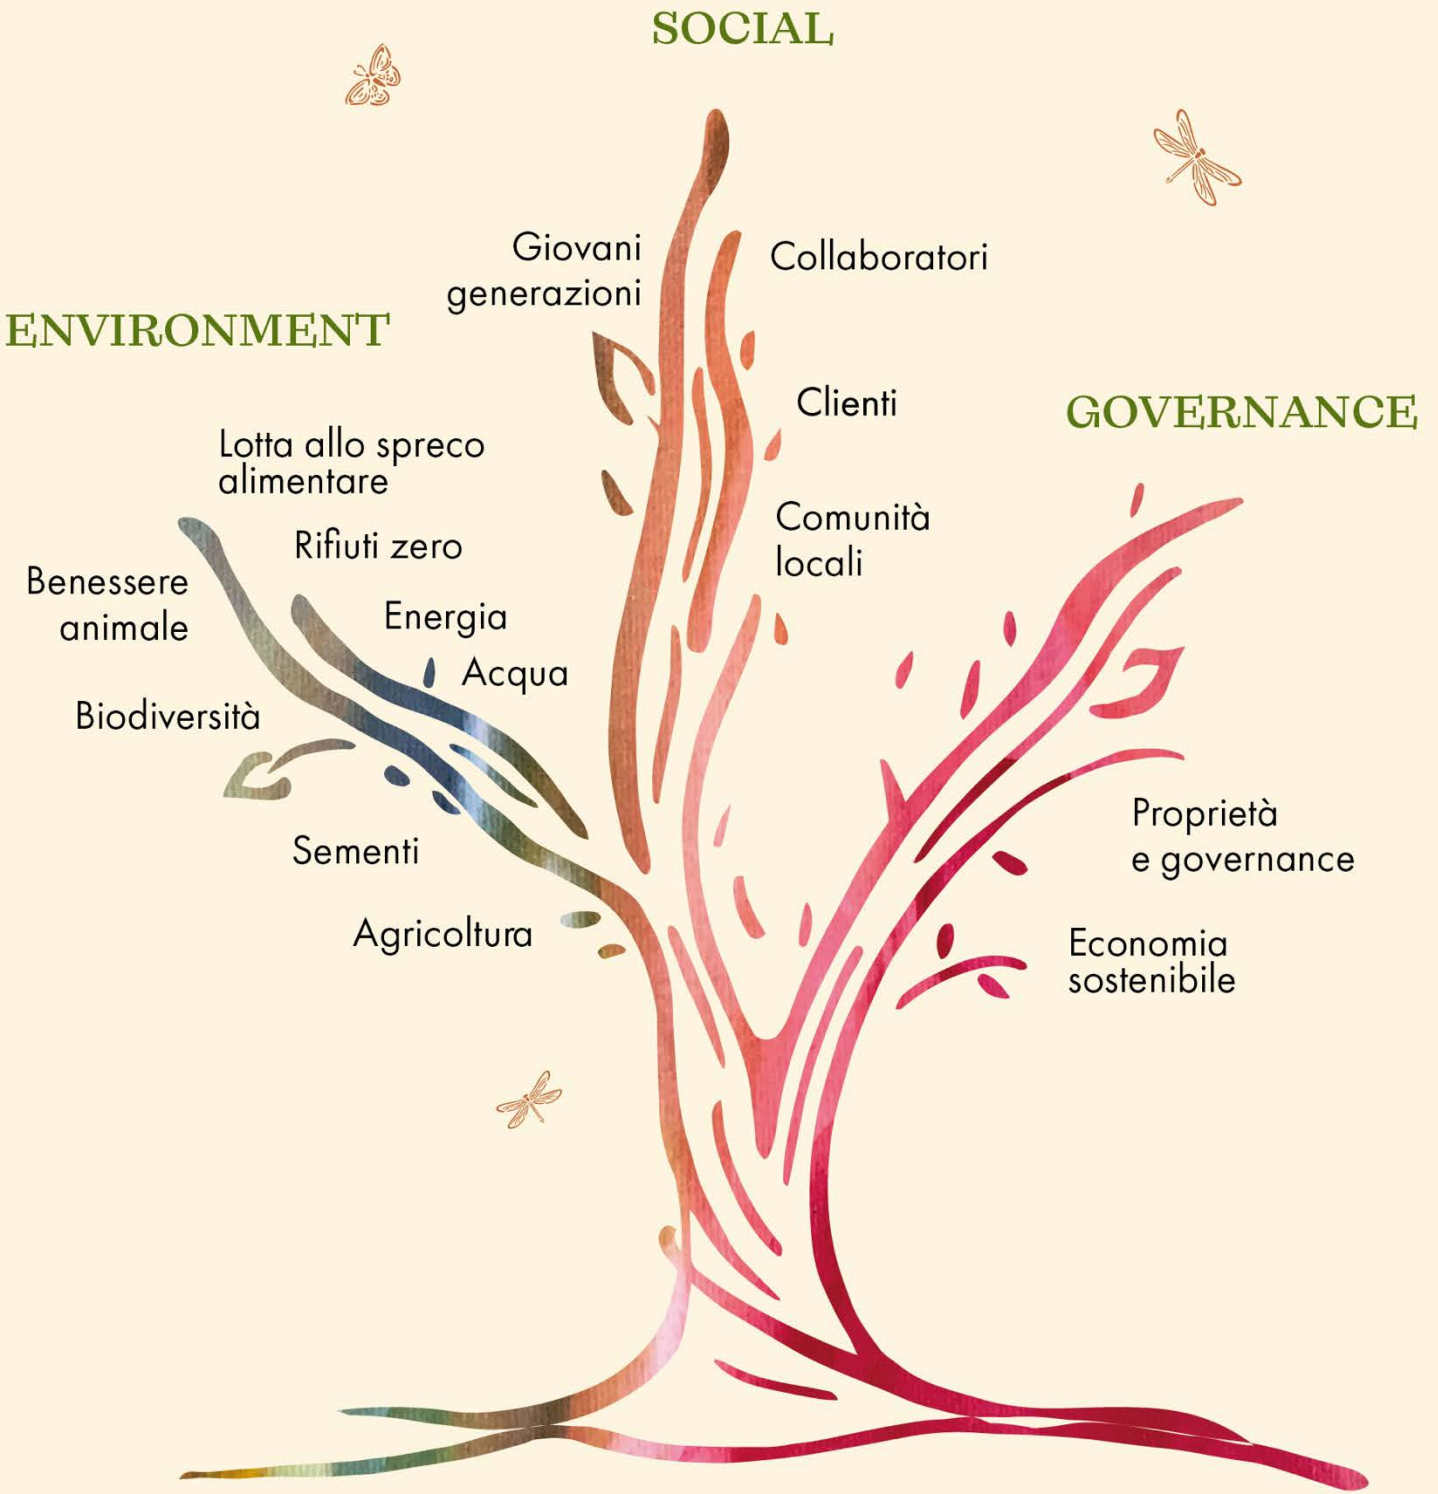 SOCIAL
Giovani
generazioni
Collaboratori
Clienti
Comunità
locali
ENVIRONMENT
Lotta allo spreco
alimentare
Rifiuti zero
Benessere
animale
Energia
Acqua
Biodiversità
Sementi
Agricoltura
GOVERNANCE
Proprietà
e governance
Economia
sostenibile